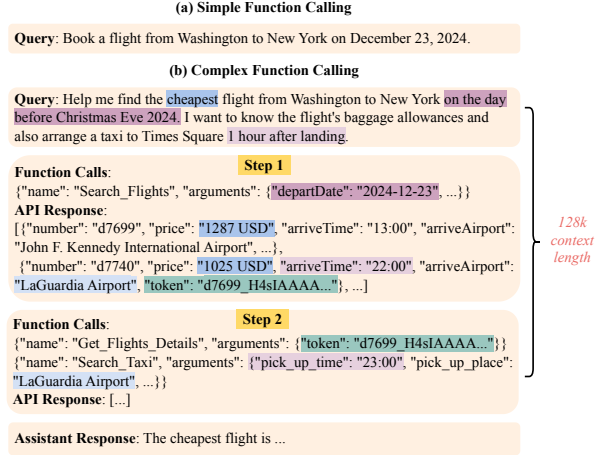 (a) Simple Function Calling
Query: Book a flight from Washington to New York on December 23, 2024.
(b) Complex Function Calling
Query: Help me find the cheapest flight from Washington to New York on the day
before Christmas Eve 2024. I want to know the flight's baggage allowances and
also arrange a taxi to Times Square 1 hour after landing.
Step 1
Function Calls:
{"name": "Search_Flights", "arguments": {"departDate": "2024-12-23", ...}}
API Response:
[{"number": "d7699", "price": "1287 USD", "arriveTime": "13:00", "arriveAirport":
"John F. Kennedy International Airport", ...},
{"number": "d7740", "price": "1025 USD", "arriveTime": "22:00", "arriveAirport":
"LaGuardia Airport", "token": "d7699_H4sIAAAA..."}, ...]
Step 2
Function Calls:
{"name": "Get_Flights_Details", "arguments": {"token": "d7699_H4sIAAAA..."}}
{"name": "Search_Taxi", "arguments": {"pick_up_time": "23:00", "pick_up_place":
"LaGuardia Airport", ...}}
API Response: [...]
Assistant Response: The cheapest flight is ...
128k
context
length